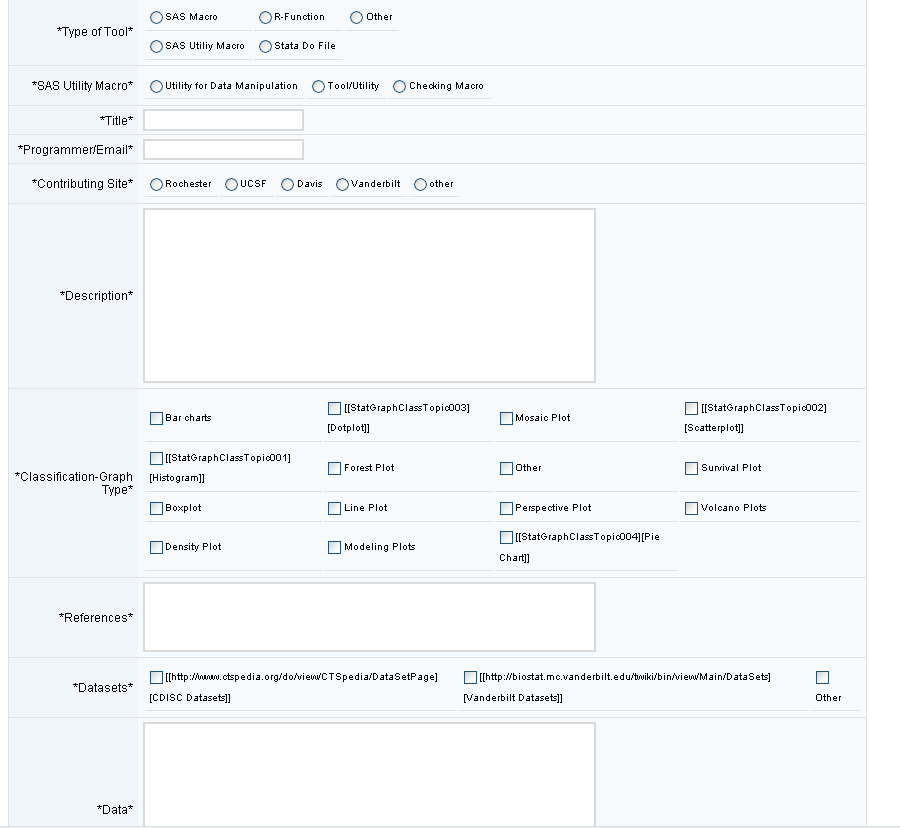 *Type of Tool*
SAS Macro R-Function Other
SAS Utiliy Macro Stata Do File
*SAS Utility Macro* Utility for Data Manipulation Tool/Utility Checking Macro
*Title*
*Programmer/Email*
*Contributing Site* Rochester UCSF Davis Vanderbilt other
*Description*
*Classification-Graph
Type*
Bar charts [[StatGraphClassTopic003] Mosaic Plot [[StatGraphClassTopic002]
[Dotplot]] [Scatterplot]]
[[StatGraphClassTopic001] Forest Plot Other Survival Plot
[Histogram]]
Boxplot Line Plot Perspective Plot Volcano Plots
Density Plot Modeling Plots [[StatGraphClassTopic004][Pie
Chart]]
*References*
*Datasets*
[[http://www.ctspedia.org/do/view/CTSpedia/DataSetPage] [[http://biostat.mc.vanderbilt.edu/twiki/bin/view/Main/DataSets]
[CDISC Datasets]] [Vanderbilt Datasets]] Other
*Data*